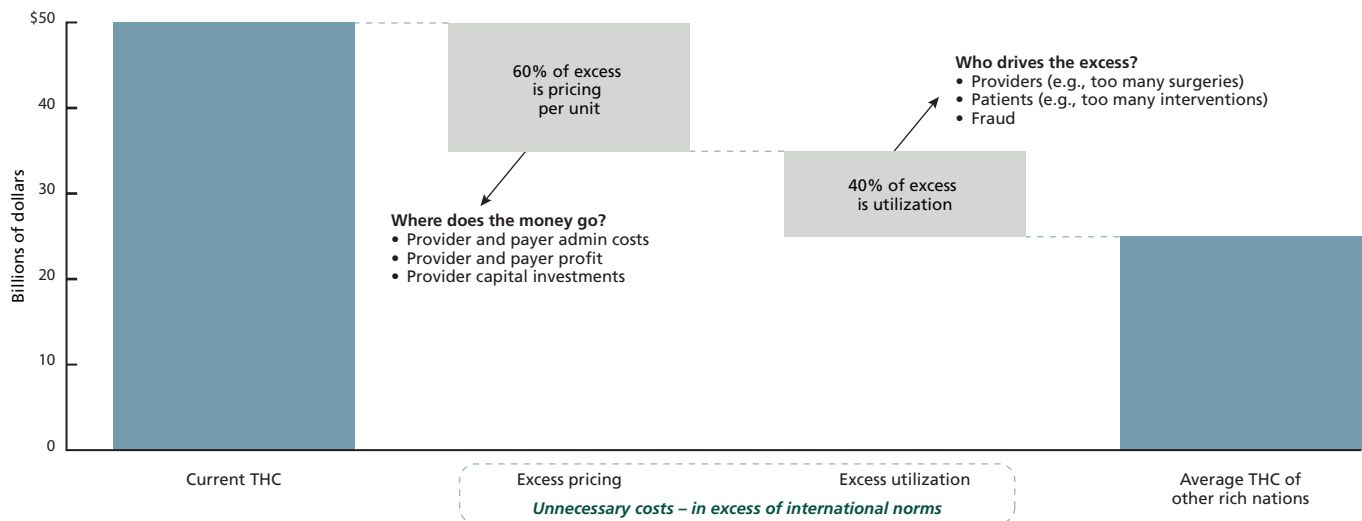 $50
40
30
20
10
0
Billions of dollars
60% of excess
is pricing
per unit
Where does the money go?
• Provider and payer admin costs
• Provider and payer profit
• Provider capital investments
Who drives the excess?
• Providers (e.g., too many surgeries)
• Patients (e.g., too many interventions)
• Fraud
40% of excess
is utilization
Current THC
Excess pricing
Excess utilization
Average THC of
other rich nations
Unnecessary costs – in excess of international norms